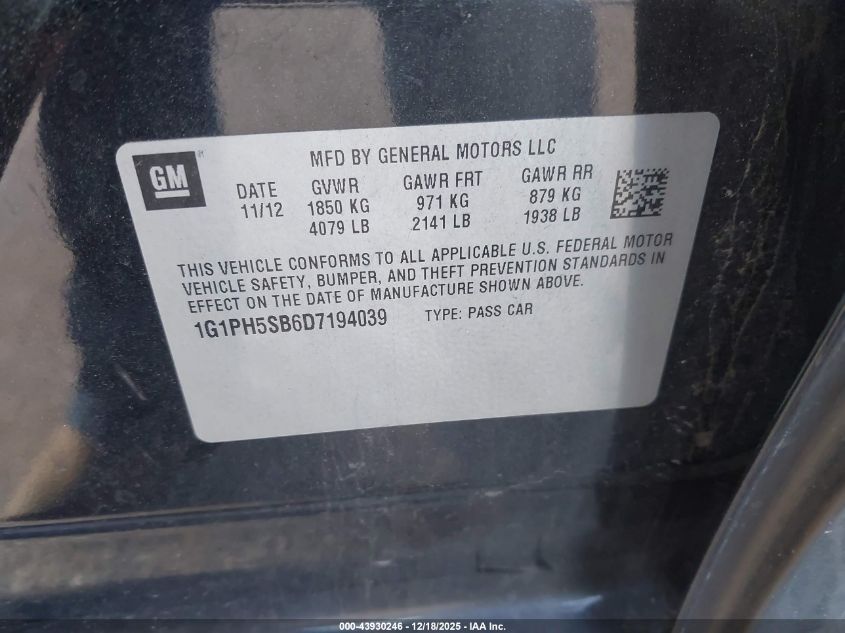 GM
MFD BY GENERAL MOTORS LLC
DATE GVWR GAWR FRT GAWR RR
11/12 1850 KG 971 KG 879 KG
4079 LB 2141 LB 1938 LB
THIS VEHICLE CONFORMS TO ALL APPLICABLE U.S. FEDERAL MOTOR
VEHICLE SAFETY, BUMPER, AND THEFT PREVENTION STANDARDS IN
EFFECT ON THE DATE OF MANUFACTURE SHOWN ABOVE.
1G1PH5SB6D7194039 TYPE: PASS CAR
000-43930246 - 12/18/2025 - IAA Inc.